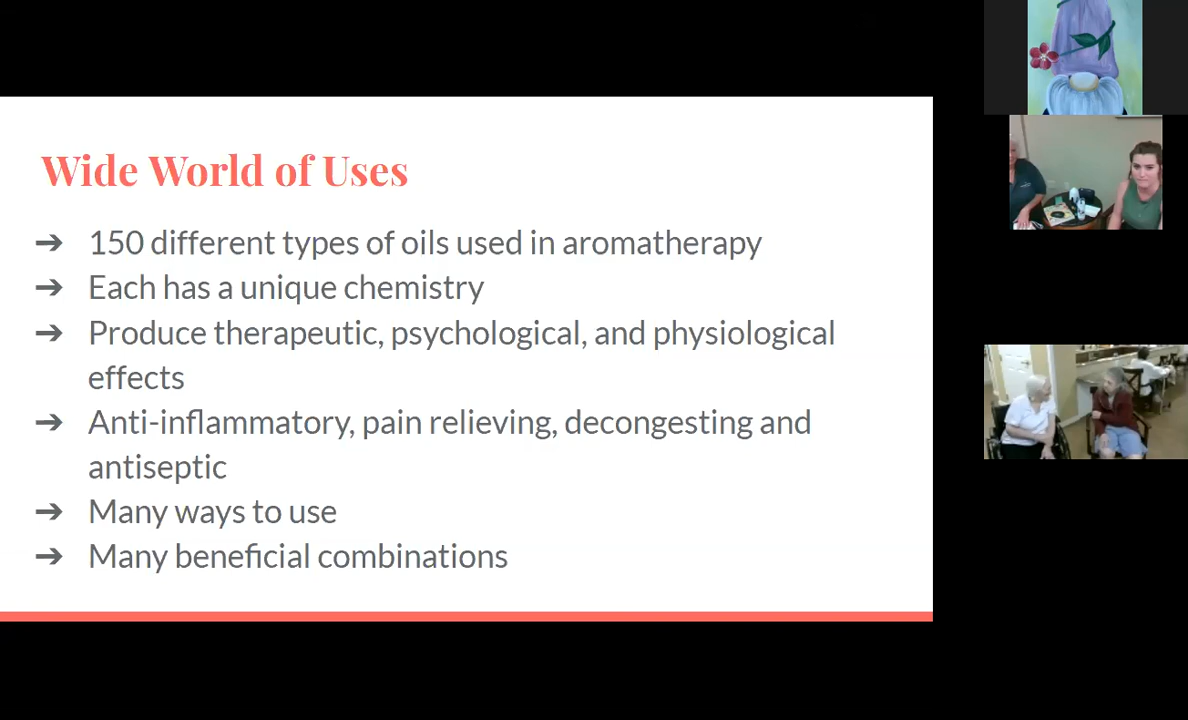 Wide World of Uses
➔ 150 different types of oils used in aromatherapy
➔ Each has a unique chemistry
➔ Produce therapeutic, psychological, and physiological
effects
➔ Anti-inflammatory, pain relieving, decongesting and
antiseptic
➔ Many ways to use
➔ Many beneficial combinations